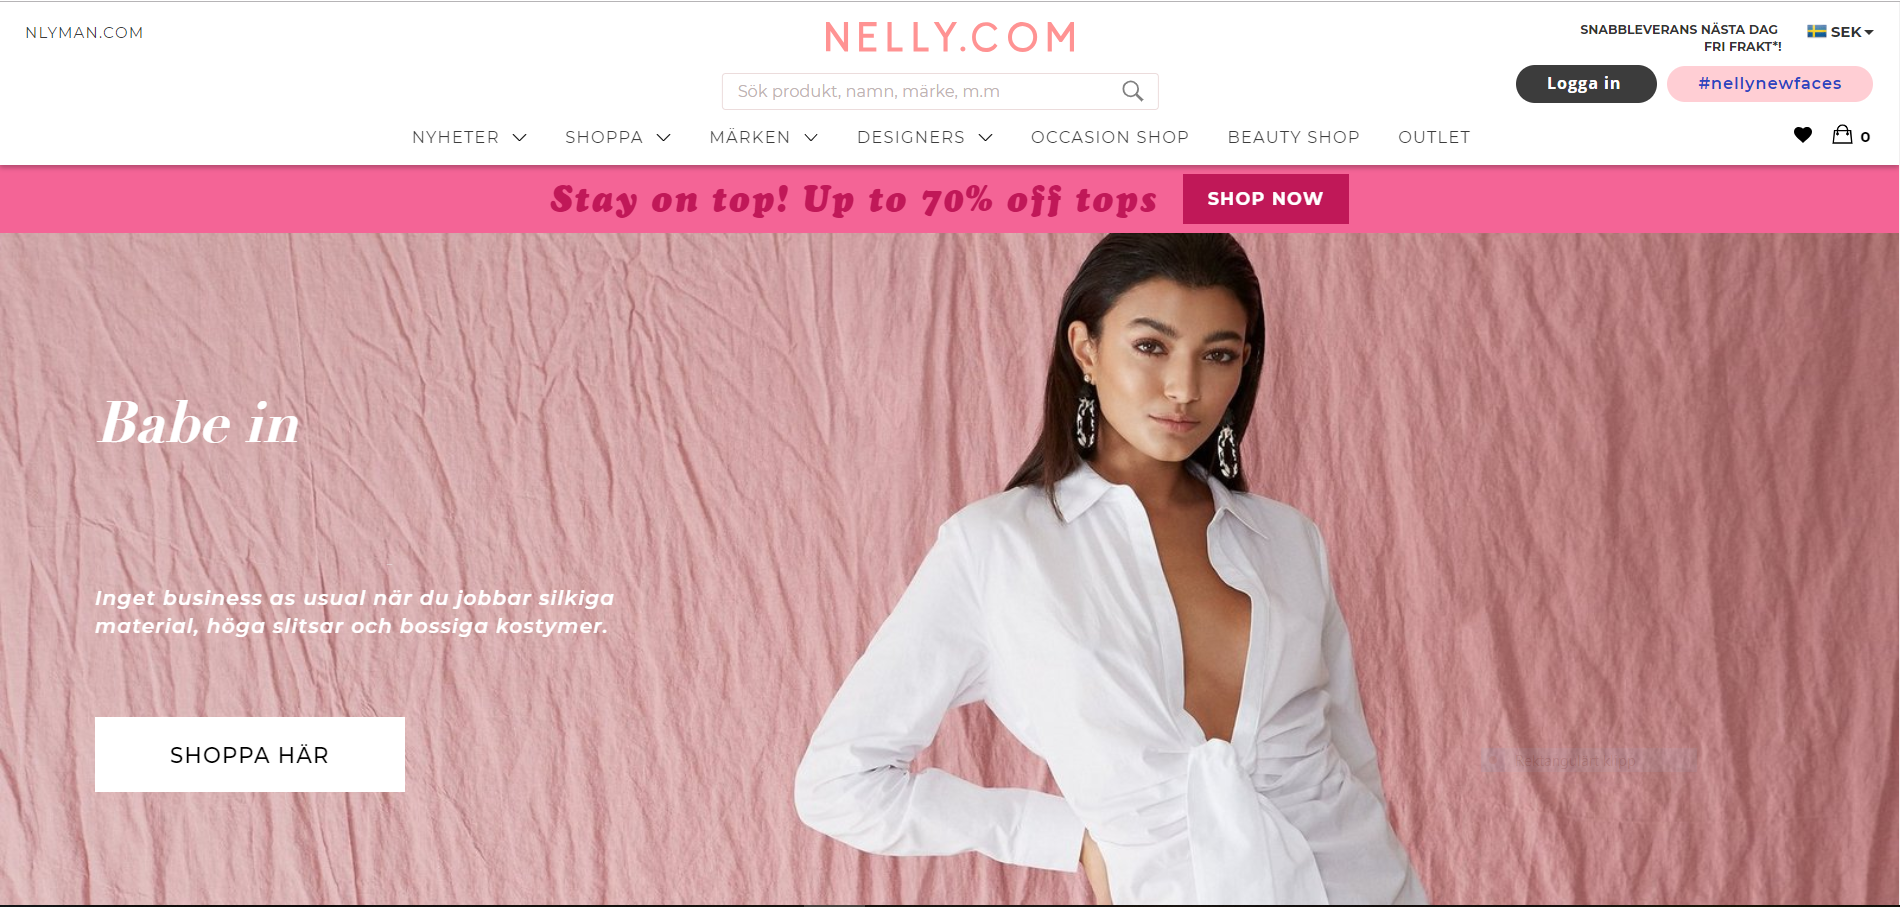 NLYMAN.COM
NELLY.COM
SNABBLEVERANS NÄSTA DAG
FRI FRAKT*!
SEK
Sök produkt, namn, märke, m.m
Logga in
#nellynewfaces
NYHETER
SHOPPA
MÄRKEN
DESIGNERS
OCCASION SHOP
BEAUTY SHOP
OUTLET
0
Stay on top! Up to 70% off tops
SHOP NOW
Babe in
Inget business as usual när du jobbar silkiga
material, höga slitsar och bossiga kostymer.
SHOPPA HÄR